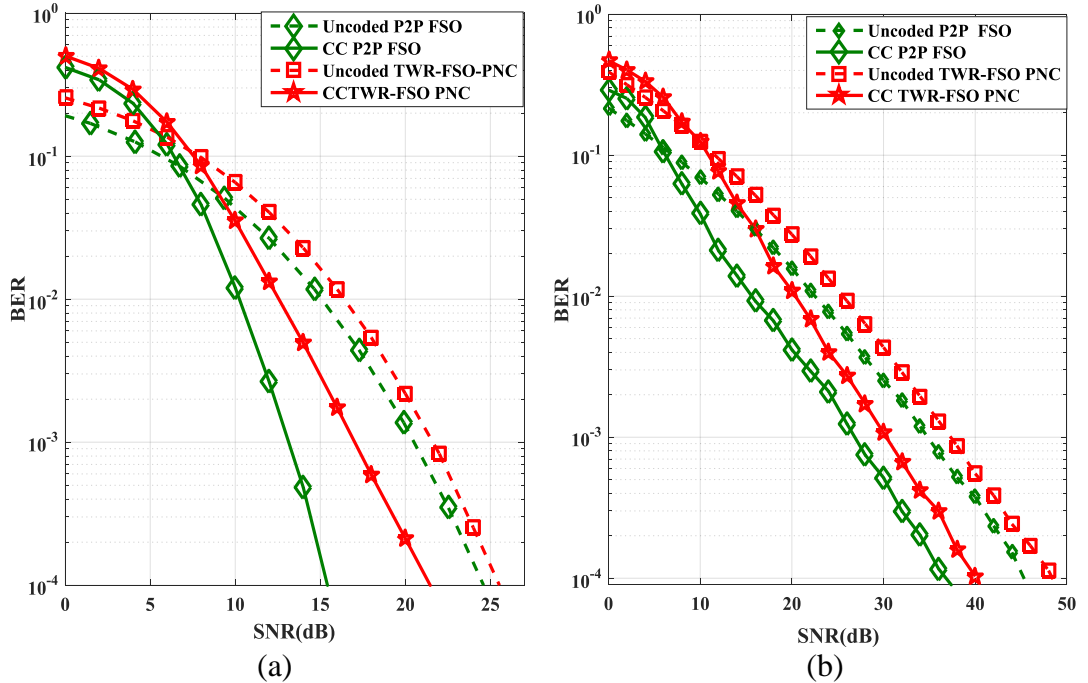 Uncoded P2P FSO
CC P2P FSO
Uncoded TWR-FSO-PNC
CCTWR-FSO PNC
10^0
10^-1
10^-2
10^-3
10^-4
BER
0 5 10 15 20 25
SNR(dB)
(a)
Uncoded P2P FSO
CC P2P FSO
Uncoded TWR-FSO PNC
CC TWR-FSO PNC
10^0
10^-1
10^-2
10^-3
10^-4
BER
0 10 20 30 40 50
SNR(dB)
(b)